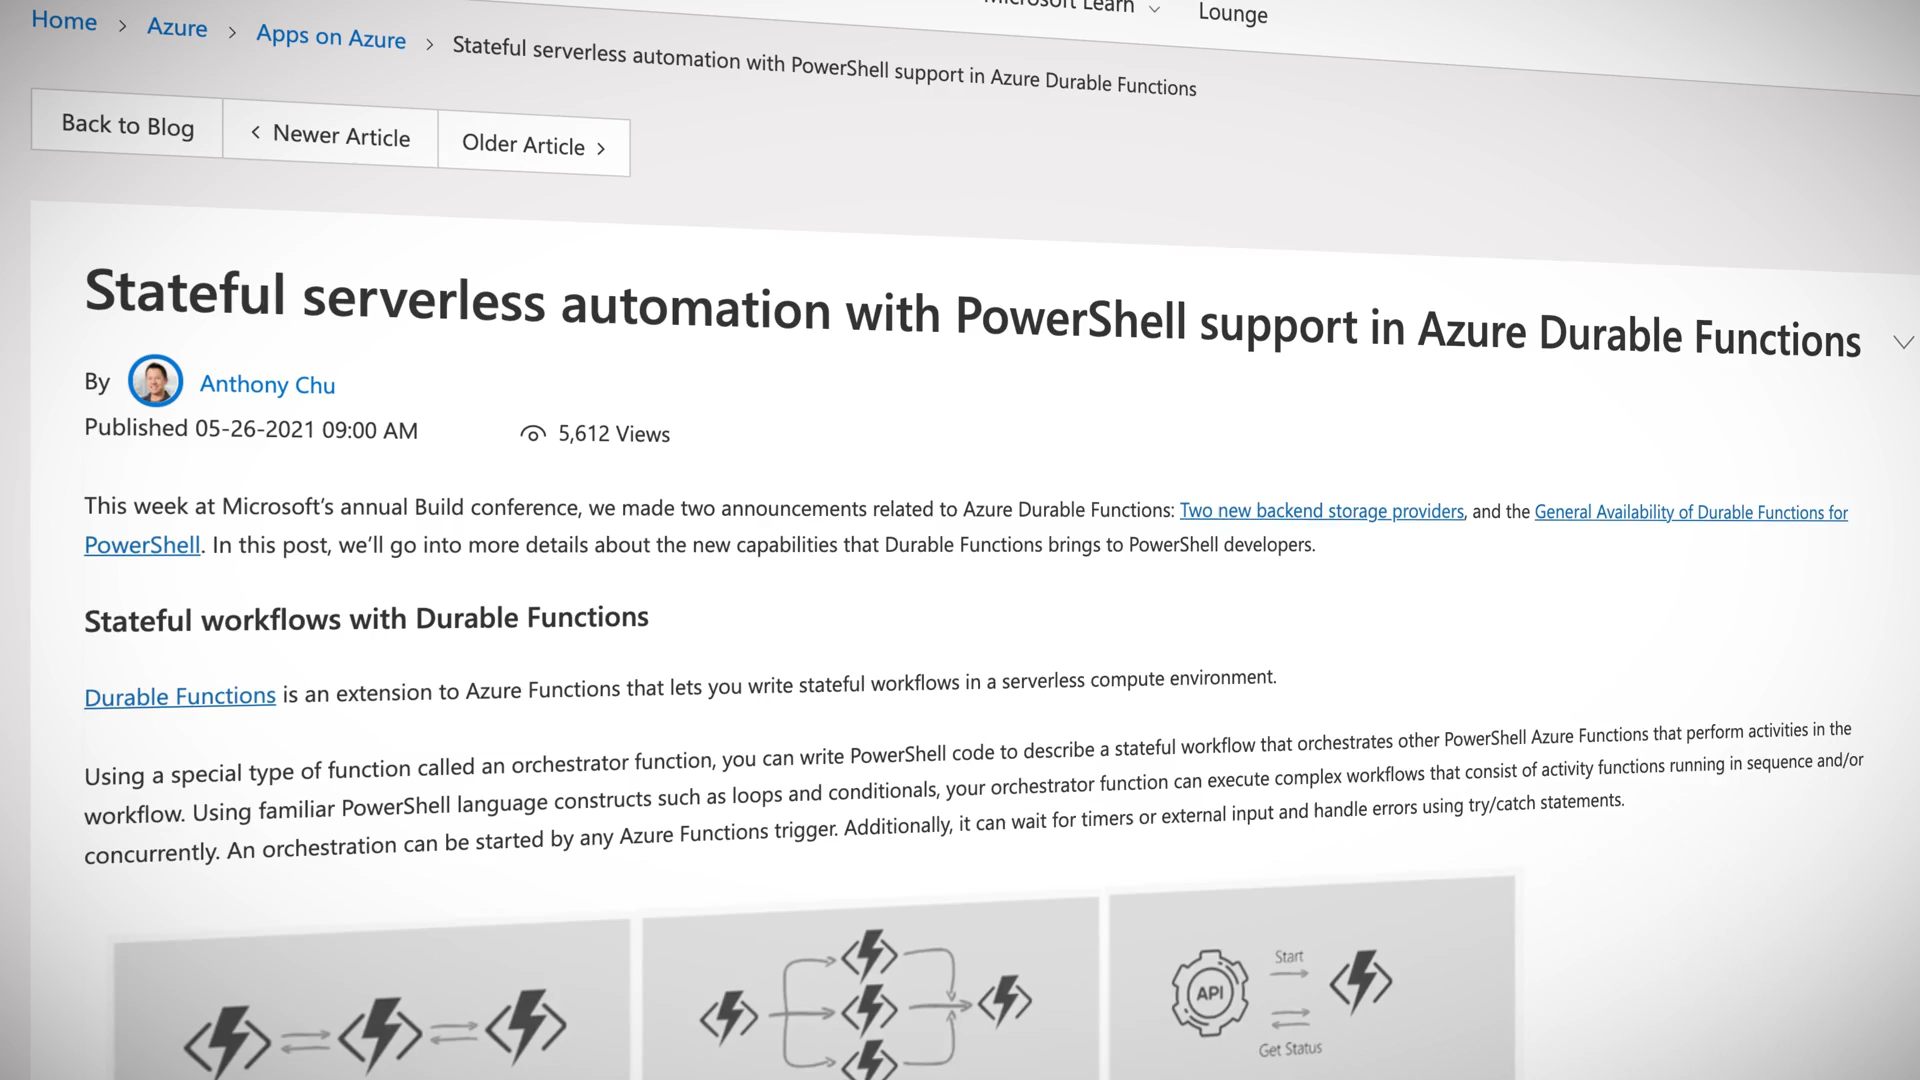 Learn
Lounge
Home > Azure > Apps on Azure > Stateful serverless automation with PowerShell support in Azure Durable Functions
Back to Blog
< Newer Article
Older Article >
Stateful serverless automation with PowerShell support in Azure Durable Functions
By Anthony Chu
Published 05-26-2021 09:00 AM
5,612 Views
This week at Microsoft’s annual Build conference, we made two announcements related to Azure Durable Functions: Two new backend storage providers, and the General Availability of Durable Functions for
PowerShell. In this post, we’ll go into more details about the new capabilities that Durable Functions brings to PowerShell developers.
Stateful workflows with Durable Functions
Durable Functions is an extension to Azure Functions that lets you write stateful workflows in a serverless compute environment.
Using a special type of function called an orchestrator function, you can write PowerShell code to describe a stateful workflow that orchestrates other PowerShell Azure Functions that perform activities in the
workflow. Using familiar PowerShell language constructs such as loops and conditionals, your orchestrator function can execute complex workflows that consist of activity functions running in sequence and/or
concurrently. An orchestration can be started by any Azure Functions trigger. Additionally, it can wait for timers or external input and handle errors using try/catch statements.
API
Start
Get Status